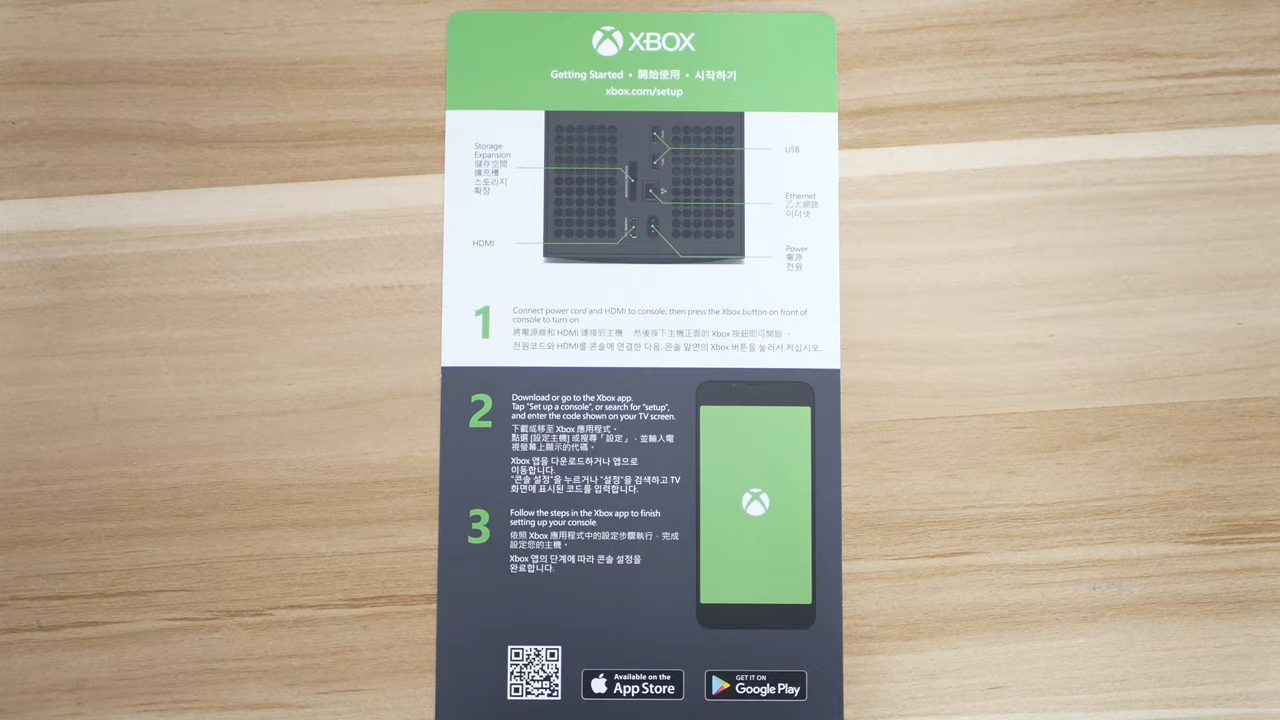 XBOX
Getting Started • 開始使用 • 시작하기
xbox.com/setup
Storage
Expansion
儲存空間
擴充槽
스토리지
확장
USB
Ethernet
乙太網路
이더넷
HDMI
Power
電源
전원
1
Connect power cord and HDMI to console, then press the Xbox button on front of
console to turn on.
將電源線和 HDMI 連接到主機，然後按下主機正面的 Xbox 按鈕即可開啟。
전원코드와 HDMI를 콘솔에 연결한 다음, 콘솔 앞면의 Xbox 버튼을 눌러서 켜십시오.
2
Download or go to the Xbox app.
Tap "Set up a console", or search for "setup",
and enter the code shown on your TV screen.
下載或移至 Xbox 應用程式。
點選 [設定主機] 或搜尋「設定」，並輸入電
視螢幕上顯示的代碼。
Xbox 앱을 다운로드하거나 앱으로
이동합니다.
"콘솔 설정"을 누르거나 "설정"을 검색하고 TV
화면에 표시된 코드를 입력합니다.
3
Follow the steps in the Xbox app to finish
setting up your console.
依照 Xbox 應用程式中的設定步驟執行，完成
設定您的主機。
Xbox 앱의 단계에 따라 콘솔 설정을
완료합니다.
Available on the
App Store
GET IT ON
Google Play